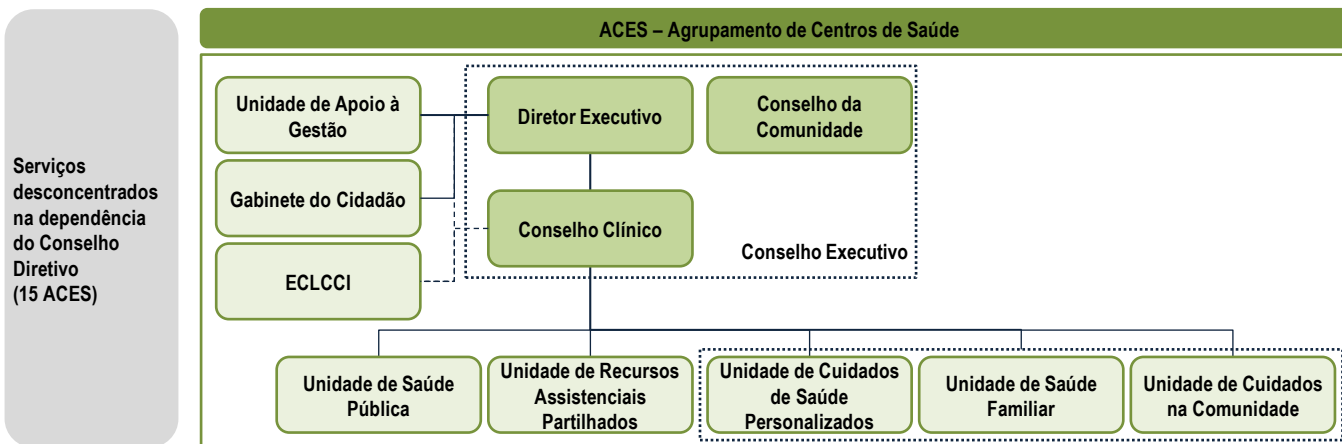 ACES – Agrupamento de Centros de Saúde
Serviços
desconcentrados
na dependência
do Conselho
Diretivo
(15 ACES)
Unidade de Apoio à
Gestão
Diretor Executivo
Conselho da
Comunidade
Gabinete do Cidadão
Conselho Clínico
Conselho Executivo
ECLCCI
Unidade de Saúde
Pública
Unidade de Recursos
Assistenciais
Partilhados
Unidade de Cuidados
de Saúde
Personalizados
Unidade de Saúde
Familiar
Unidade de Cuidados
na Comunidade